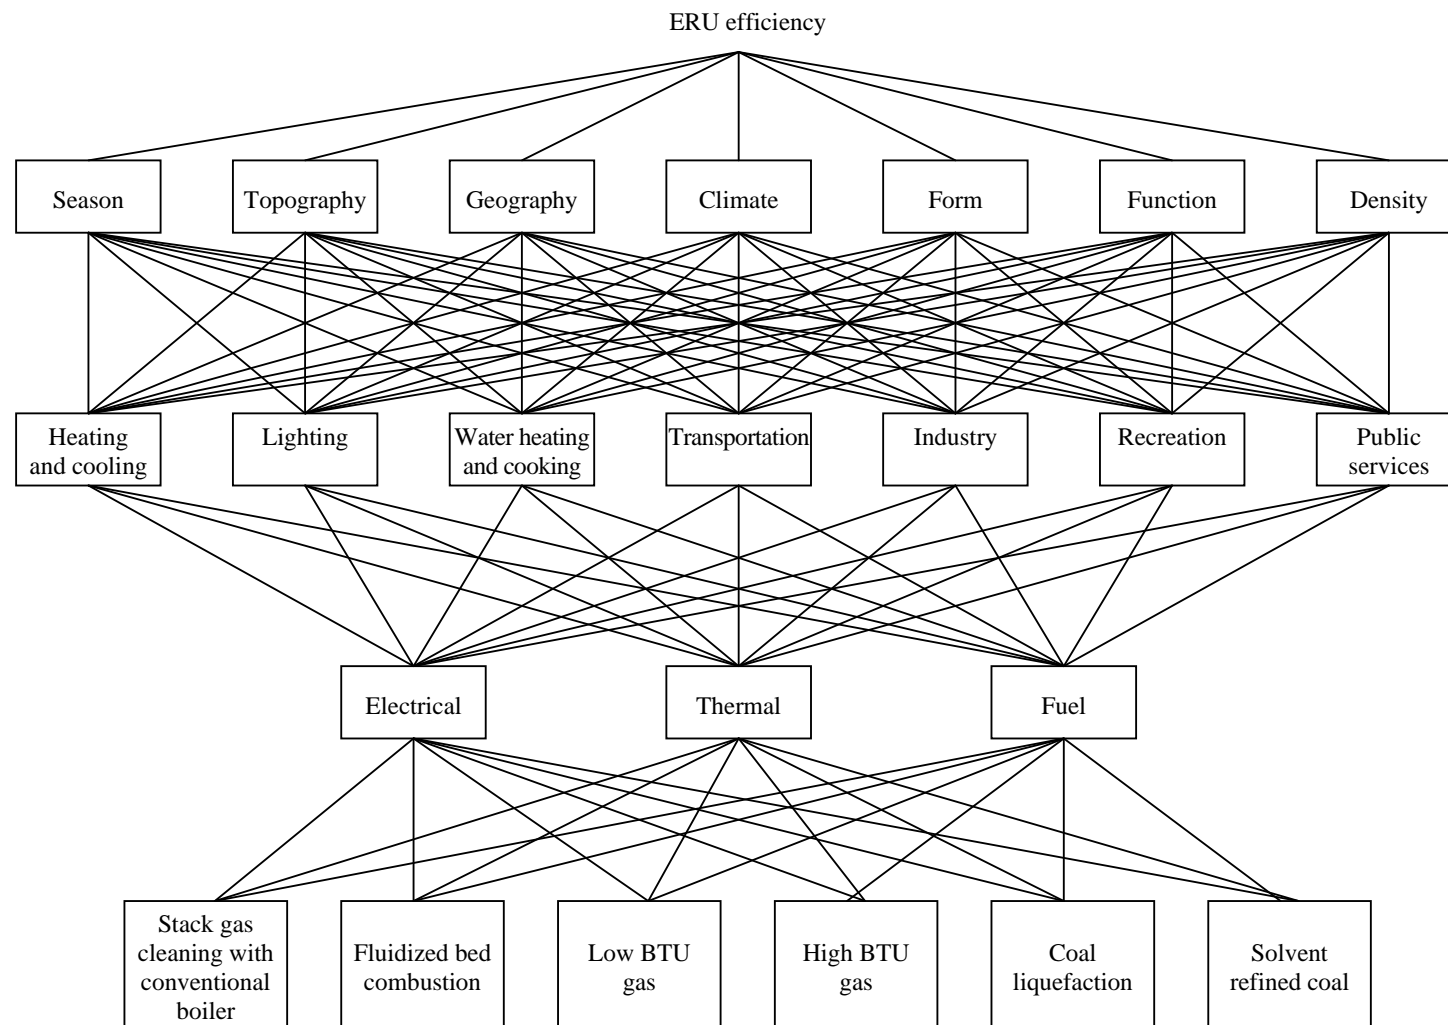 ERU efficiency
Season
Topography
Geography
Climate
Form
Function
Density
Heating
and cooling
Lighting
Water heating
and cooking
Transportation
Industry
Recreation
Public
services
Electrical
Thermal
Fuel
Stack gas
cleaning with
conventional
boiler
Fluidized bed
combustion
Low BTU
gas
High BTU
gas
Coal
liquefaction
Solvent
refined coal